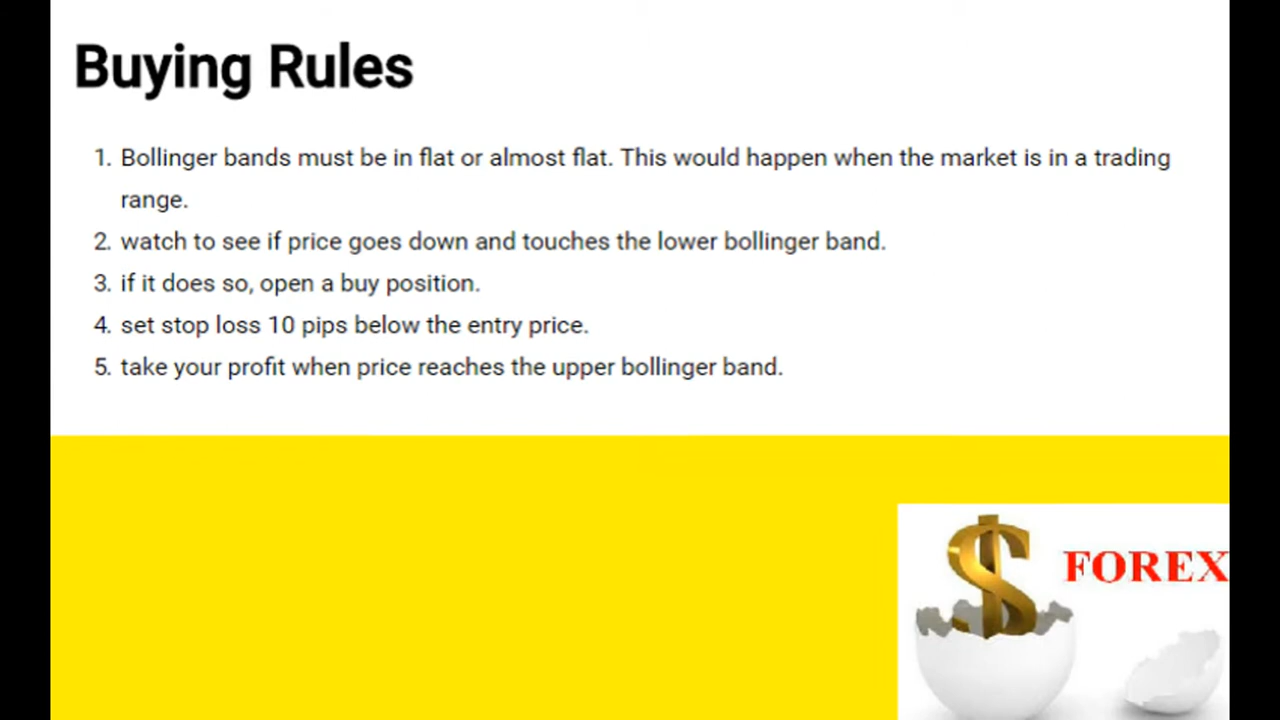 Buying Rules
1. Bollinger bands must be in flat or almost flat. This would happen when the market is in a trading
range.
2. watch to see if price goes down and touches the lower bollinger band.
3. if it does so, open a buy position.
4. set stop loss 10 pips below the entry price.
5. take your profit when price reaches the upper bollinger band.
$ FOREX